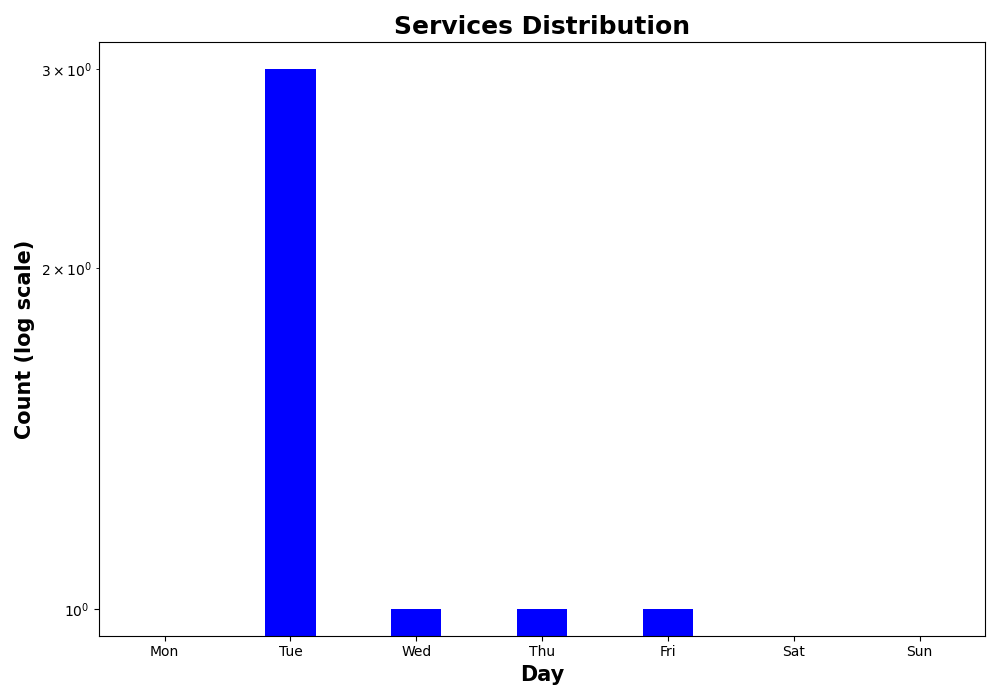 Services Distribution
Count (log scale)
3 × 10⁰
2 × 10⁰
10⁰
Mon Tue Wed Thu Fri Sat Sun
Day